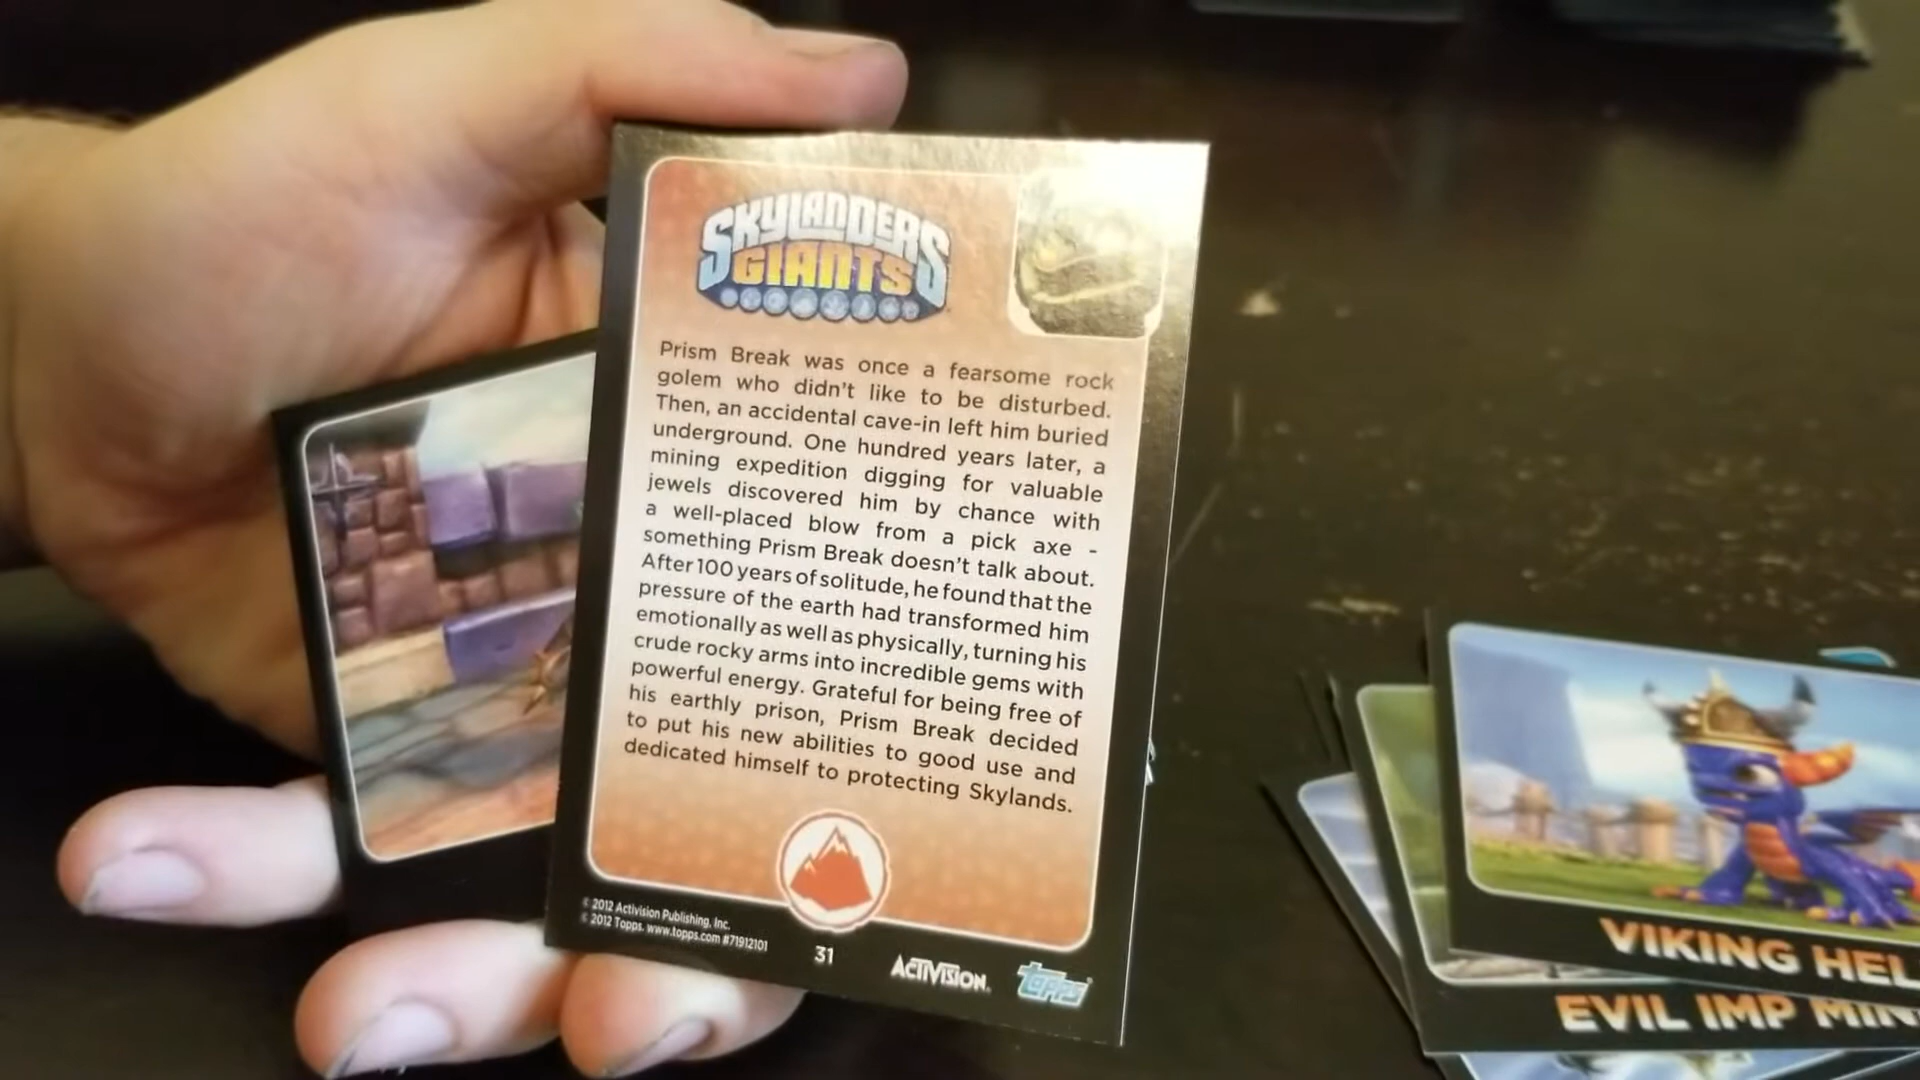 SKYLANDERS
GIANTS
Prism Break was once a fearsome rock
golem who didn't like to be disturbed.
Then, an accidental cave-in left him buried
underground. One hundred years later, a
mining expedition digging for valuable
jewels discovered him by chance with
a well-placed blow from a pick axe -
something Prism Break doesn't talk about.
After 100 years of solitude, he found that the
pressure of the earth had transformed him
emotionally as well as physically, turning his
crude rocky arms into incredible gems with
powerful energy. Grateful for being free of
his earthly prison, Prism Break decided
to put his new abilities to good use and
dedicated himself to protecting Skylands.
© 2012 Activision Publishing, Inc.
© 2012 Topps. www.topps.com #71912101
31
ACTIVISION
topps
VIKING HEL
EVIL IMP MIN